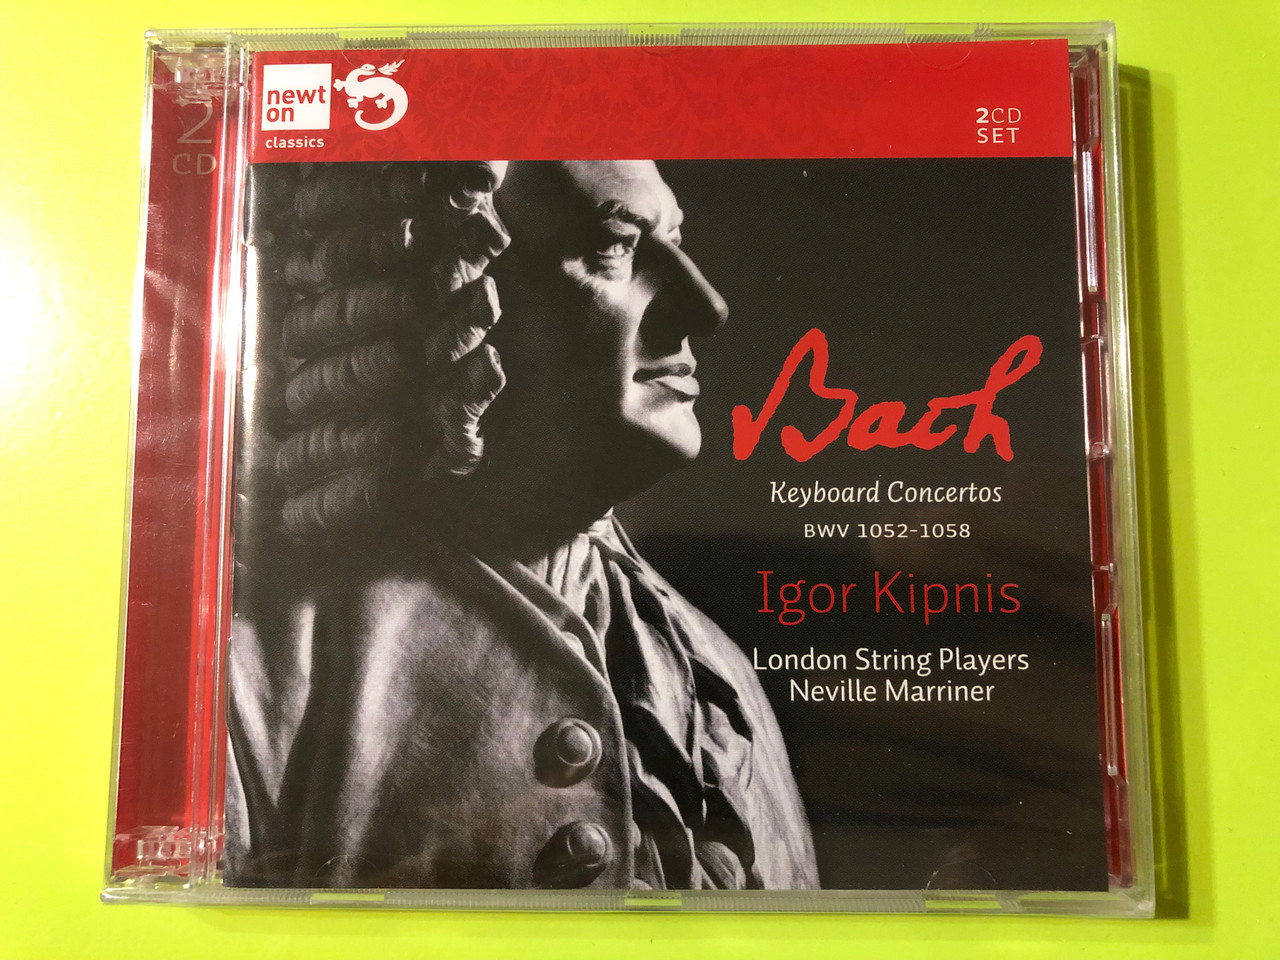 2
CD
newt
on
classics
2CD
SET
Bach
Keyboard Concertos
BWV 1052-1058
Igor Kipnis
London String Players
Neville Marriner